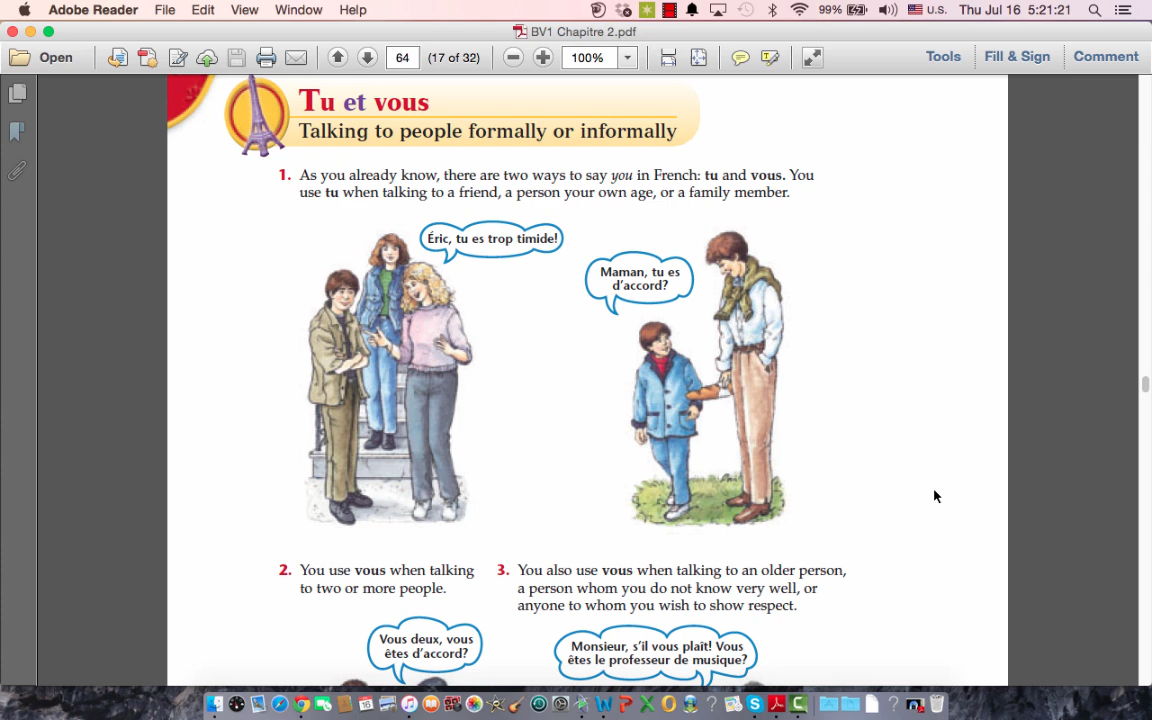 Adobe Reader File Edit View Window Help 99% U.S. Thu Jul 16 5:21:21
BV1 Chapitre 2.pdf
Open 64 (17 of 32) 100% Tools Fill & Sign Comment
Tu et vous
Talking to people formally or informally
1. As you already know, there are two ways to say you in French: tu and vous. You
use tu when talking to a friend, a person your own age, or a family member.
Éric, tu es trop timide!
Maman, tu es
d'accord?
2. You use vous when talking
to two or more people.
3. You also use vous when talking to an older person,
a person whom you do not know very well, or
anyone to whom you wish to show respect.
Vous deux, vous
êtes d'accord?
Monsieur, s'il vous plaît! Vous
êtes le professeur de musique?